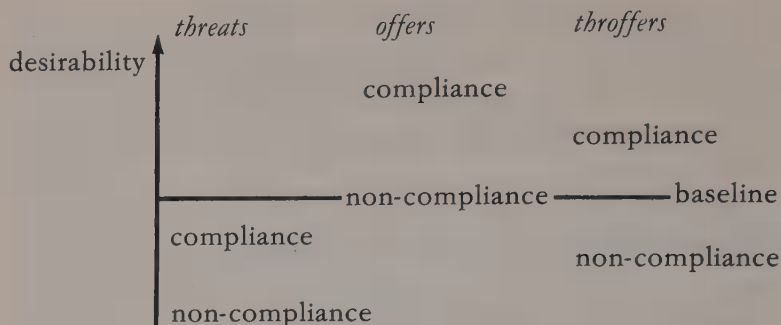 threats offers throffers
desirability
compliance
compliance
non-compliance baseline
compliance
non-compliance
non-compliance